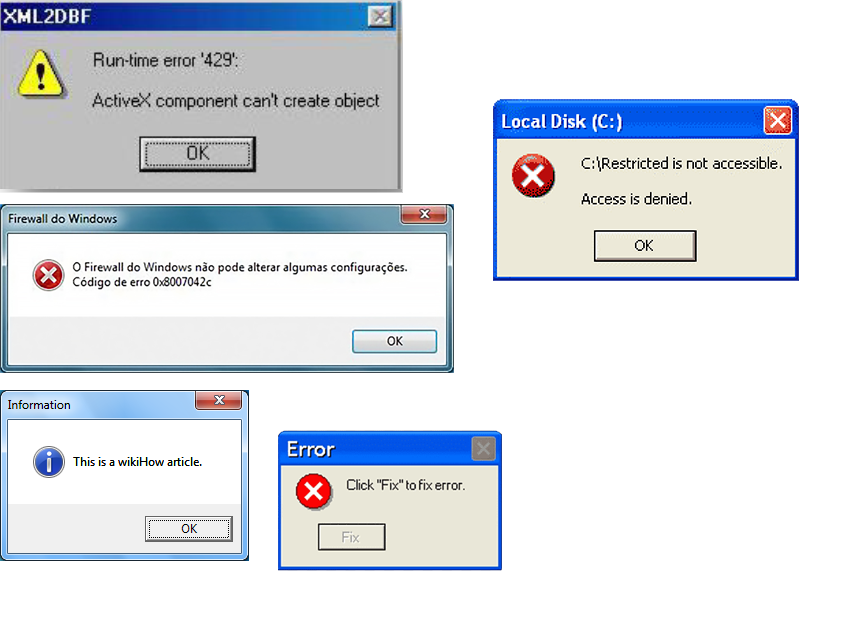 XML2DBF
Run-time error '429':
ActiveX component can't create object
OK
Local Disk (C:)
C:\Restricted is not accessible.
Access is denied.
OK
Firewall do Windows
O Firewall do Windows não pode alterar algumas configurações.
Código de erro 0x8007042c
OK
Information
This is a wikiHow article.
OK
Error
Click "Fix" to fix error.
Fix